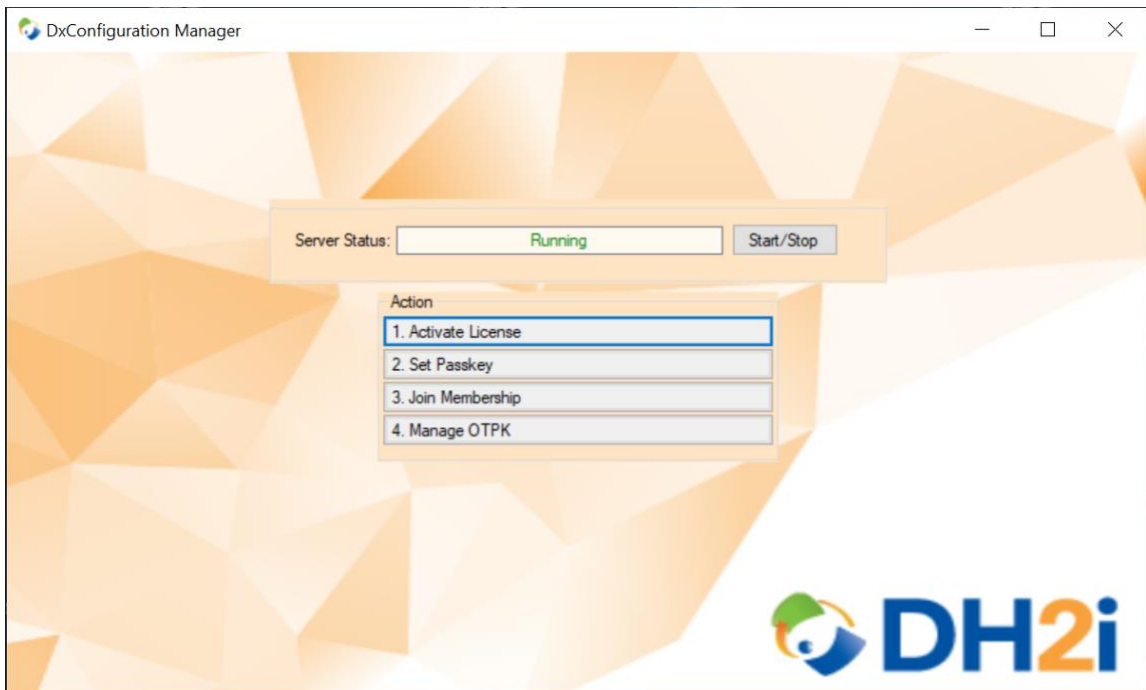 DxConfiguration Manager
Server Status: Running Start/Stop
Action
1. Activate License
2. Set Passkey
3. Join Membership
4. Manage OTPK
DH2i